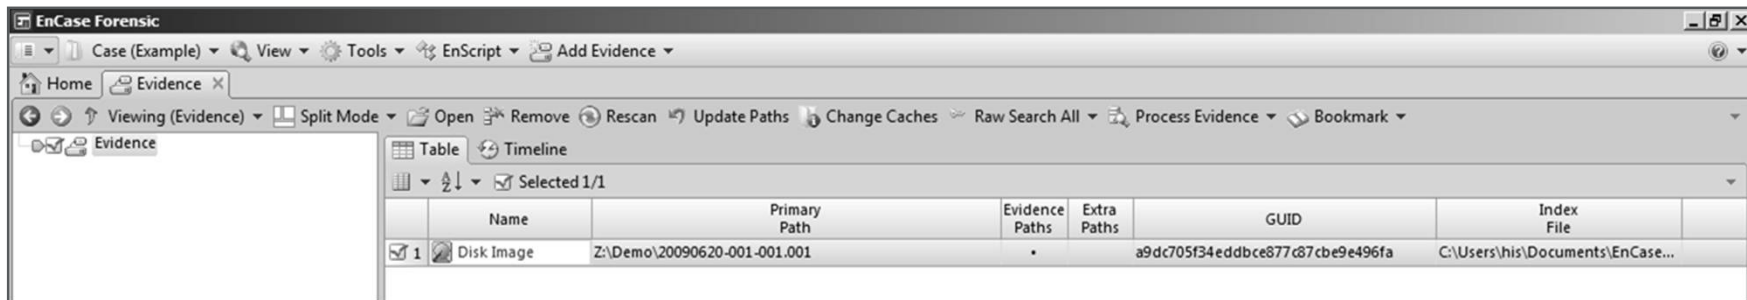 EnCase Forensic
Case (Example) View Tools EnScript Add Evidence
Home Evidence
Viewing (Evidence) Split Mode Open Remove Rescan Update Paths Change Caches Raw Search All Process Evidence Bookmark
Evidence
Table Timeline
Selected 1/1
Name Primary Path Evidence Paths Extra Paths GUID Index File
1 Disk Image Z:\Demo\20090620-001-001.001 • a9dc705f34eddbce877c87cbe9e496fa C:\Users\his\Documents\EnCase...